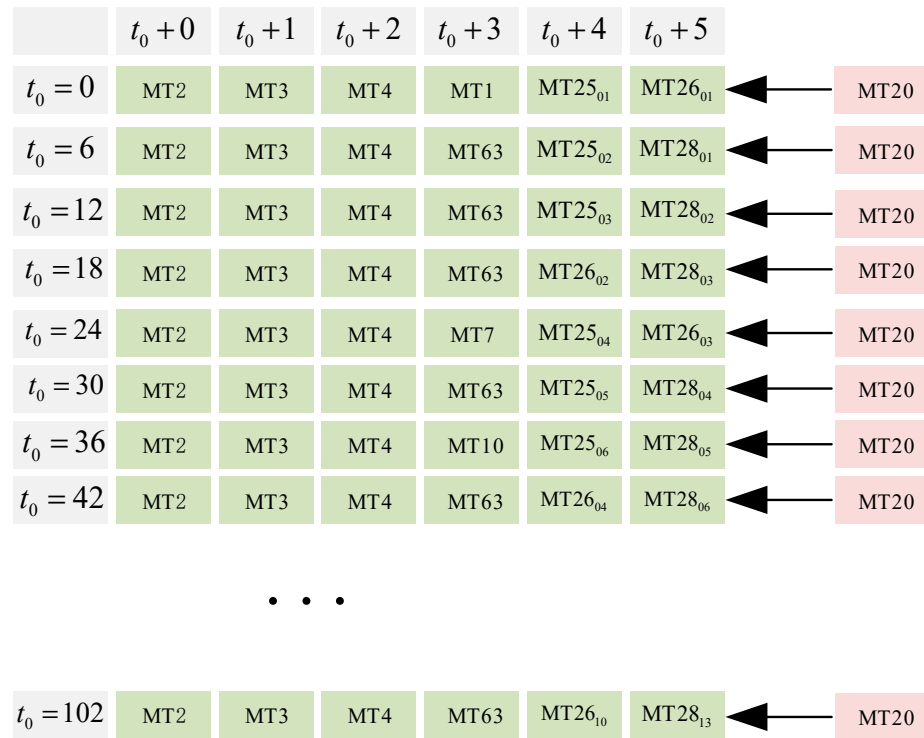 t₀ + 0 t₀ + 1 t₀ + 2 t₀ + 3 t₀ + 4 t₀ + 5
t₀ = 0 MT2 MT3 MT4 MT1 MT25₀₁ MT26₀₁ MT20
t₀ = 6 MT2 MT3 MT4 MT63 MT25₀₂ MT28₀₁ MT20
t₀ = 12 MT2 MT3 MT4 MT63 MT25₀₃ MT28₀₂ MT20
t₀ = 18 MT2 MT3 MT4 MT63 MT26₀₂ MT28₀₃ MT20
t₀ = 24 MT2 MT3 MT4 MT7 MT25₀₄ MT26₀₃ MT20
t₀ = 30 MT2 MT3 MT4 MT63 MT25₀₅ MT28₀₄ MT20
t₀ = 36 MT2 MT3 MT4 MT10 MT25₀₆ MT28₀₅ MT20
t₀ = 42 MT2 MT3 MT4 MT63 MT26₀₄ MT28₀₆ MT20
. . .
t₀ = 102 MT2 MT3 MT4 MT63 MT26₁₀ MT28₁₃ MT20